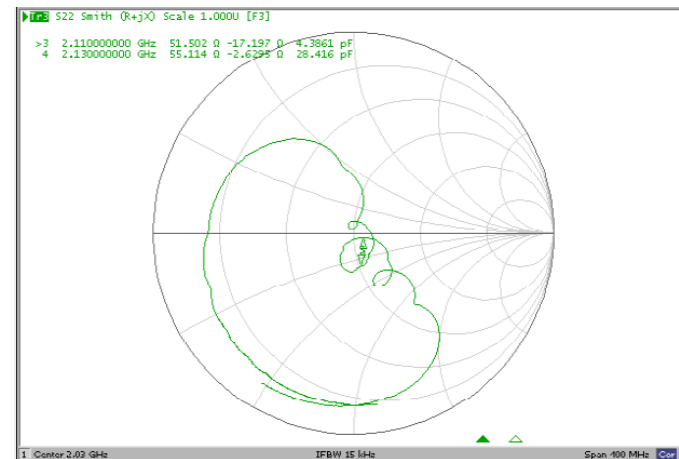 Tr3 S22 Smith (R+jX) Scale 1.000U [F3]
>3 2.110000000 GHz 51.502 Ω -17.197 Ω 4.3861 pF
4 2.130000000 GHz 55.114 Ω -2.6295 Ω 28.416 pF
1 Center 2.03 GHz IFBW 15 kHz Span 400 MHz Cor